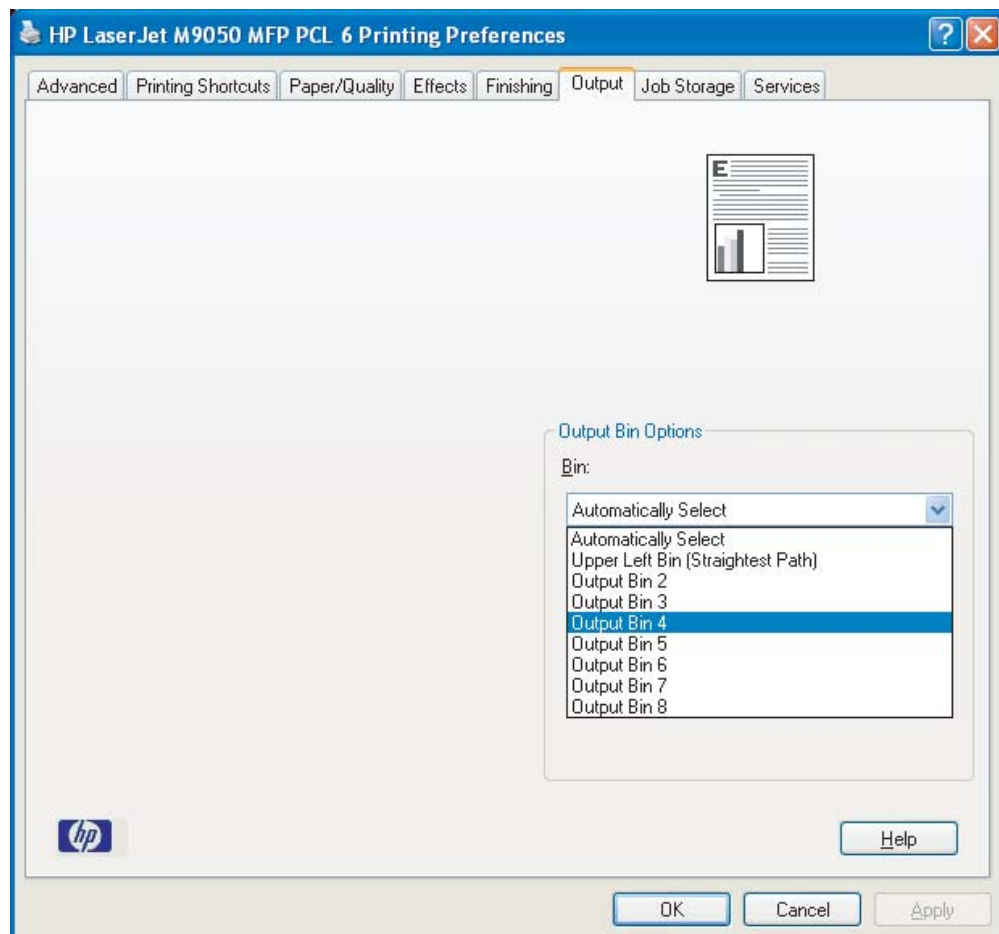 HP LaserJet M9050 MFP PCL 6 Printing Preferences
Advanced Printing Shortcuts Paper/Quality Effects Finishing Output Job Storage Services
E
Output Bin Options
Bin:
Automatically Select
Automatically Select
Upper Left Bin (Straightest Path)
Output Bin 2
Output Bin 3
Output Bin 4
Output Bin 5
Output Bin 6
Output Bin 7
Output Bin 8
hp
Help
OK Cancel Apply